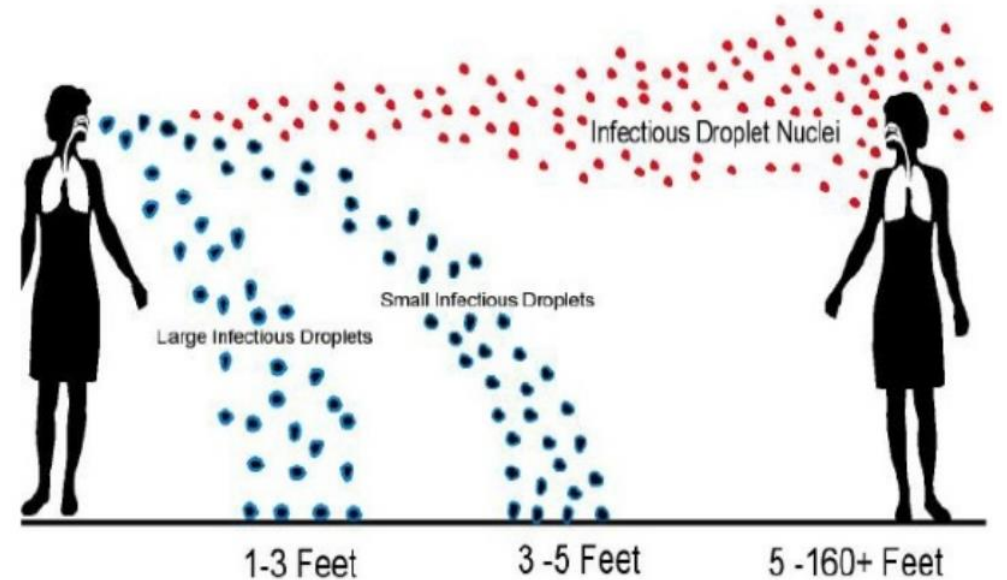 Infectious Droplet Nuclei
Small Infectious Droplets
Large Infectious Droplets
1-3 Feet
3 -5 Feet
5 -160+ Feet